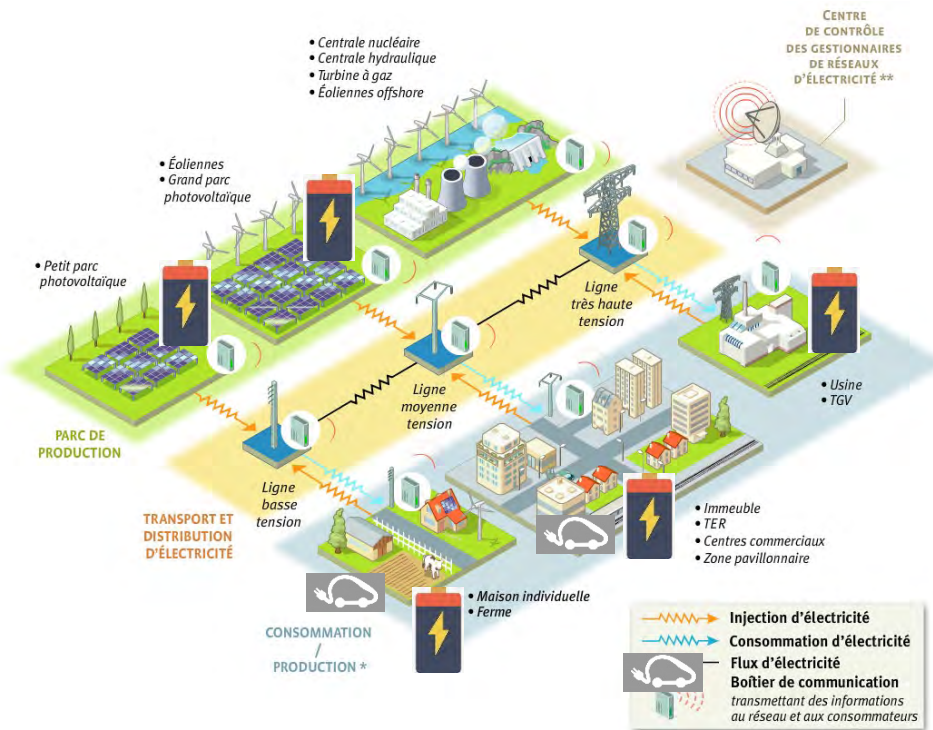 • Centrale nucléaire
• Centrale hydraulique
• Turbine à gaz
• Éoliennes offshore
CENTRE
DE CONTRÔLE
DES GESTIONNAIRES
DE RÉSEAUX
D'ÉLECTRICITÉ **
• Éoliennes
• Grand parc
photovoltaïque
• Petit parc
photovoltaïque
Ligne
très haute
tension
Ligne
moyenne
tension
Ligne
basse
tension
• Usine
• TGV
PARC DE
PRODUCTION
TRANSPORT ET
DISTRIBUTION
D'ÉLECTRICITÉ
• Immeuble
• TER
• Centres commerciaux
• Zone pavillonnaire
• Maison individuelle
• Ferme
CONSOMMATION
/
PRODUCTION *
Injection d'électricité
Consommation d'électricité
Flux d'électricité
Boîtier de communication
transmettant des informations
au réseau et aux consommateurs